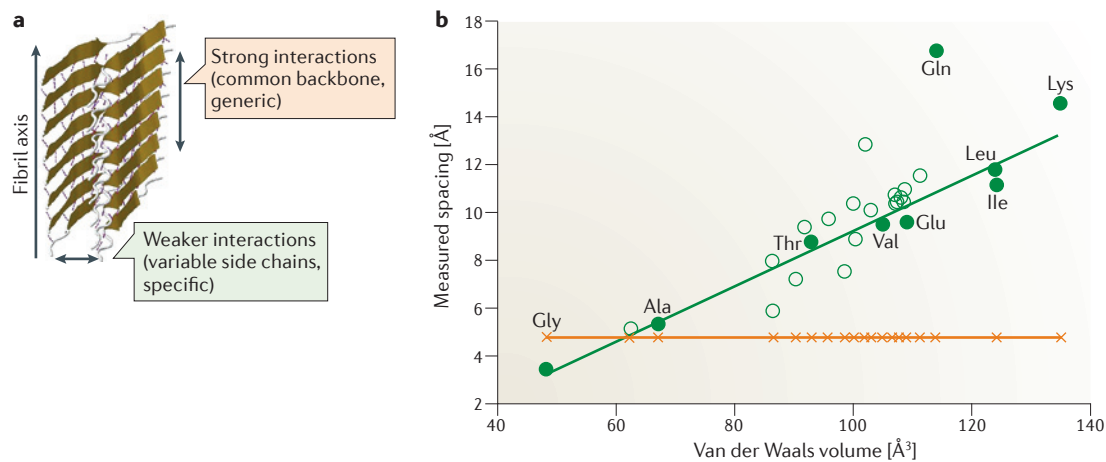 a
Fibril axis
Strong interactions
(common backbone,
generic)
Weaker interactions
(variable side chains,
specific)
b
Measured spacing [Å]
18
16
14
12
10
8
6
4
2
Gln
Lys
Leu
Ile
Thr
Val
Glu
Ala
Gly
40
60
80
100
120
140
Van der Waals volume [Å³]